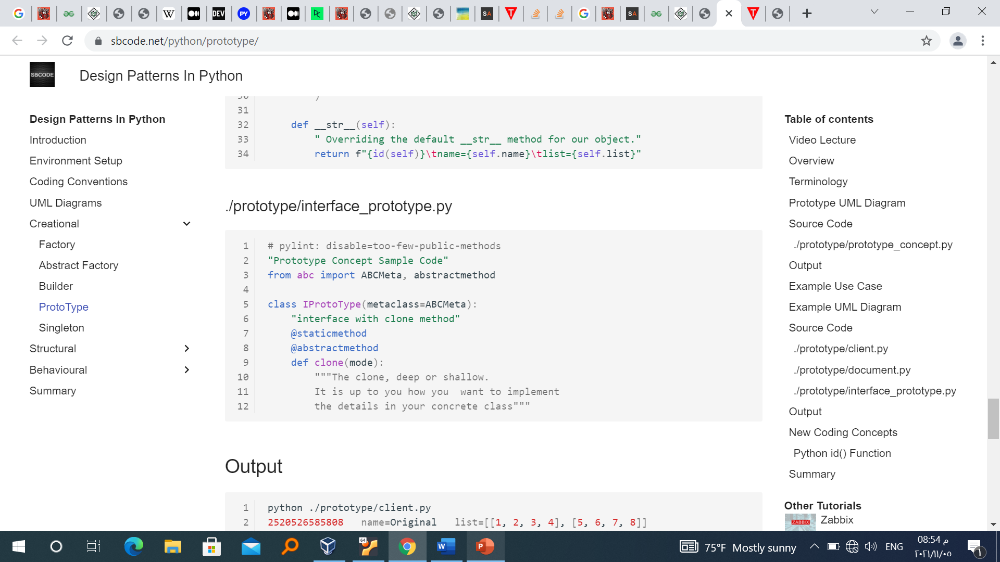 sbcode.net/python/prototype/
SBCODE
Design Patterns In Python
Design Patterns In Python
Introduction
Environment Setup
Coding Conventions
UML Diagrams
Creational
Factory
Abstract Factory
Builder
ProtoType
Singleton
Structural
Behavioural
Summary
30 )
31
32 def __str__(self):
33 " Overriding the default __str__ method for our object."
34 return f"{id(self)}\tname={self.name}\tlist={self.list}"
./prototype/interface_prototype.py
1 # pylint: disable=too-few-public-methods
2 "Prototype Concept Sample Code"
3 from abc import ABCMeta, abstractmethod
4
5 class IProtoType(metaclass=ABCMeta):
6 "interface with clone method"
7 @staticmethod
8 @abstractmethod
9 def clone(mode):
10 """The clone, deep or shallow.
11 It is up to you how you  want to implement
12 the details in your concrete class"""
Output
1 python ./prototype/client.py
2 2520526585808 name=Original list=[[1, 2, 3, 4], [5, 6, 7, 8]]
Table of contents
Video Lecture
Overview
Terminology
Prototype UML Diagram
Source Code
./prototype/prototype_concept.py
Output
Example Use Case
Example UML Diagram
Source Code
./prototype/client.py
./prototype/document.py
./prototype/interface_prototype.py
Output
New Coding Concepts
Python id() Function
Summary
Other Tutorials
ZABBIX
Zabbix
75°F Mostly sunny
ENG
08:54 م
٢٠٢١/١١/٠٥
١